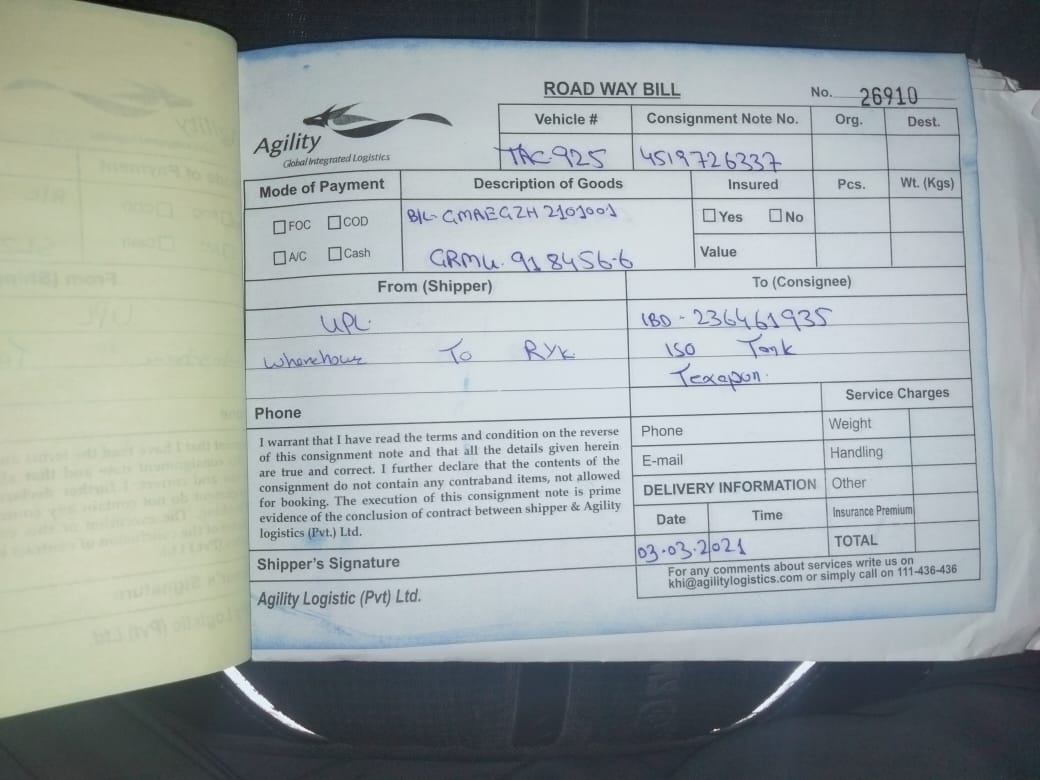 ROAD WAY BILL
No. 26910
Agility
Global Integrated Logistics
Vehicle #
Consignment Note No.
Org.
Dest.
TAC-925
4519726337
Mode of Payment
Description of Goods
Insured
Pcs.
Wt. (Kgs)
FOC
COD
A/C
Cash
B/L- GMAEGZH 2101001
GRMU. 918456-6
Yes
No
Value
From (Shipper)
To (Consignee)
UPL.
IBD - 236461935
Wherehouse To RYK
ISO Tank
Texapon.
Phone
I warrant that I have read the terms and condition on the reverse
of this consignment note and that all the details given herein
are true and correct. I further declare that the contents of the
consignment do not contain any contraband items, not allowed
for booking. The execution of this consignment note is prime
evidence of the conclusion of contract between shipper & Agility
logistics (Pvt.) Ltd.
Phone
E-mail
DELIVERY INFORMATION
Date
Time
03.03.2021
Service Charges
Weight
Handling
Other
Insurance Premium
TOTAL
Shipper's Signature
For any comments about services write us on
khi@agilitylogistics.com or simply call on 111-436-436
Agility Logistic (Pvt) Ltd.